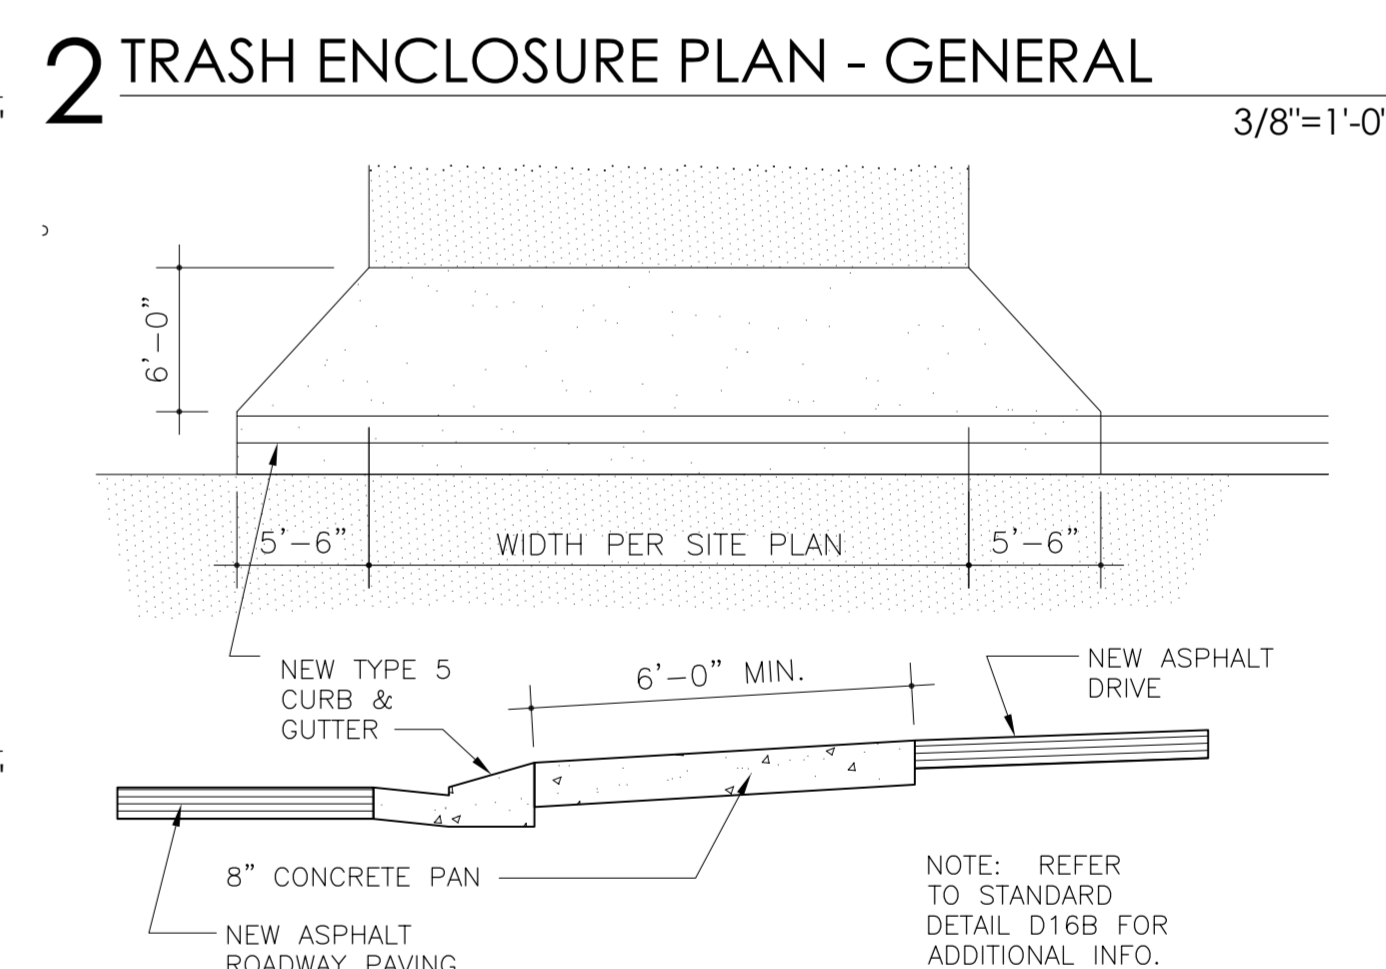 2 TRASH ENCLOSURE PLAN - GENERAL
3/8"=1'-0'
6'-0"
5'-6"
WIDTH PER SITE PLAN
5'-6"
NEW TYPE 5
CURB &
GUTTER
6'-0" MIN.
NEW ASPHALT
DRIVE
8" CONCRETE PAN
NEW ASPHALT
ROADWAY PAVING
NOTE: REFER
TO STANDARD
DETAIL D16B FOR
ADDITIONAL INFO.